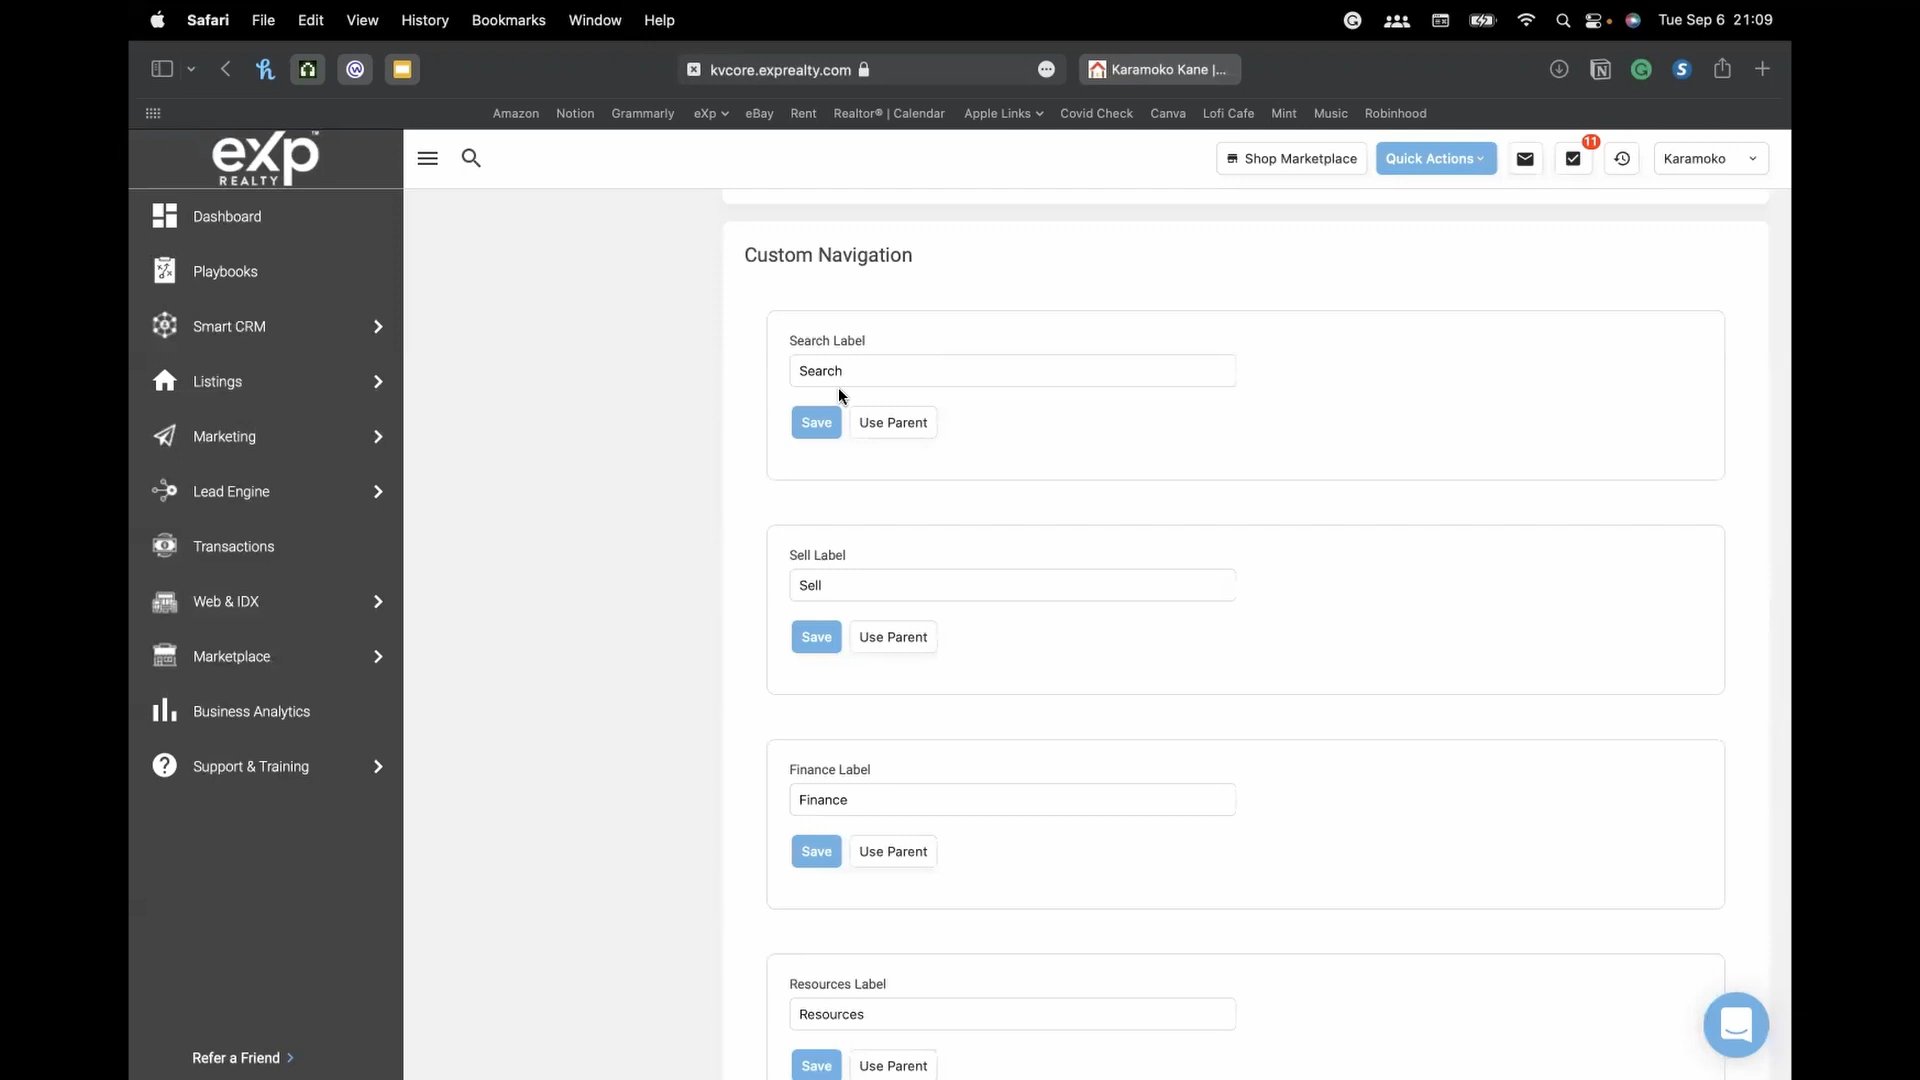 Safari File Edit View History Bookmarks Window Help Tue Sep 6 21:09
kvcore.exprealty.com Karamoko Kane |...
Amazon Notion Grammarly eXp eBay Rent Realtor® | Calendar Apple Links Covid Check Canva Lofi Cafe Mint Music Robinhood
eXp™
REALTY
Shop Marketplace Quick Actions 11 Karamoko
Dashboard
Playbooks
Smart CRM
Listings
Marketing
Lead Engine
Transactions
Web & IDX
Marketplace
Business Analytics
Support & Training
Refer a Friend
Custom Navigation
Search Label
Search
Save Use Parent
Sell Label
Sell
Save Use Parent
Finance Label
Finance
Save Use Parent
Resources Label
Resources
Save Use Parent